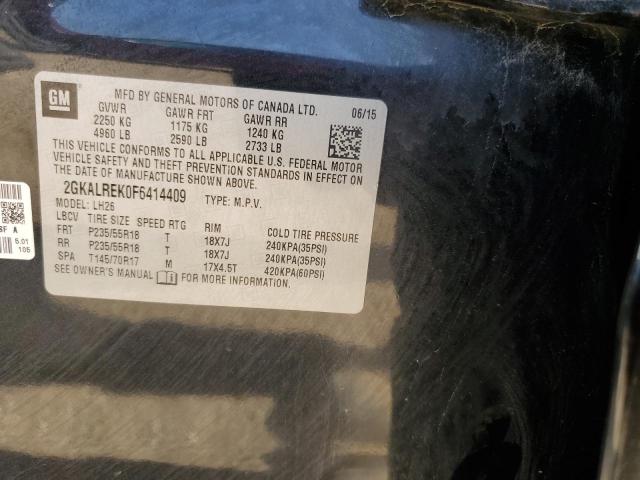 GM
MFD BY GENERAL MOTORS OF CANADA LTD. 06/15
GVWR GAWR FRT GAWR RR
2250 KG 1175 KG 1240 KG
4960 LB 2590 LB 2733 LB
THIS VEHICLE CONFORMS TO ALL APPLICABLE U.S. FEDERAL MOTOR
VEHICLE SAFETY AND THEFT PREVENTION STANDARDS IN EFFECT ON
THE DATE OF MANUFACTURE SHOWN ABOVE.
2GKALREK0F6414409 TYPE: M.P.V.
MODEL: LH26
LBCV TIRE SIZE SPEED RTG RIM COLD TIRE PRESSURE
FRT P235/55R18 T 18X7J 240KPA(35PSI)
RR P235/55R18 T 18X7J 240KPA(35PSI)
SPA T145/70R17 M 17X4.5T 420KPA(60PSI)
SEE OWNER'S MANUAL FOR MORE INFORMATION.
A
5.01
105